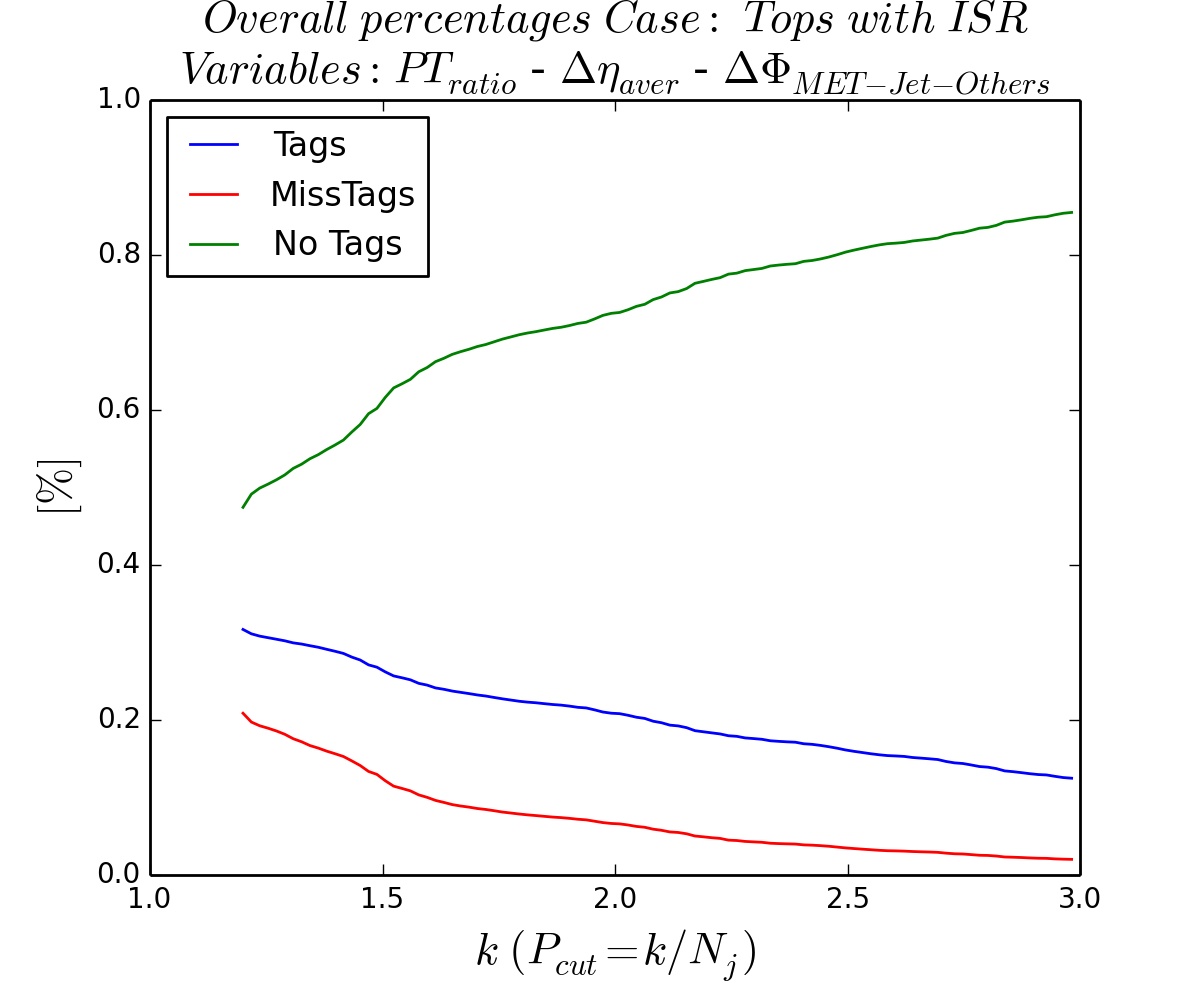 Overall percentages Case: Tops with ISR
Variables: PT_ratio - Δη_aver - ΔΦ_MET−Jet−Others
1.0
Tags
MissTags
No Tags
0.8
0.6
[%]
0.4
0.2
0.0
1.0 1.5 2.0 2.5 3.0
k (P_cut = k/N_j)